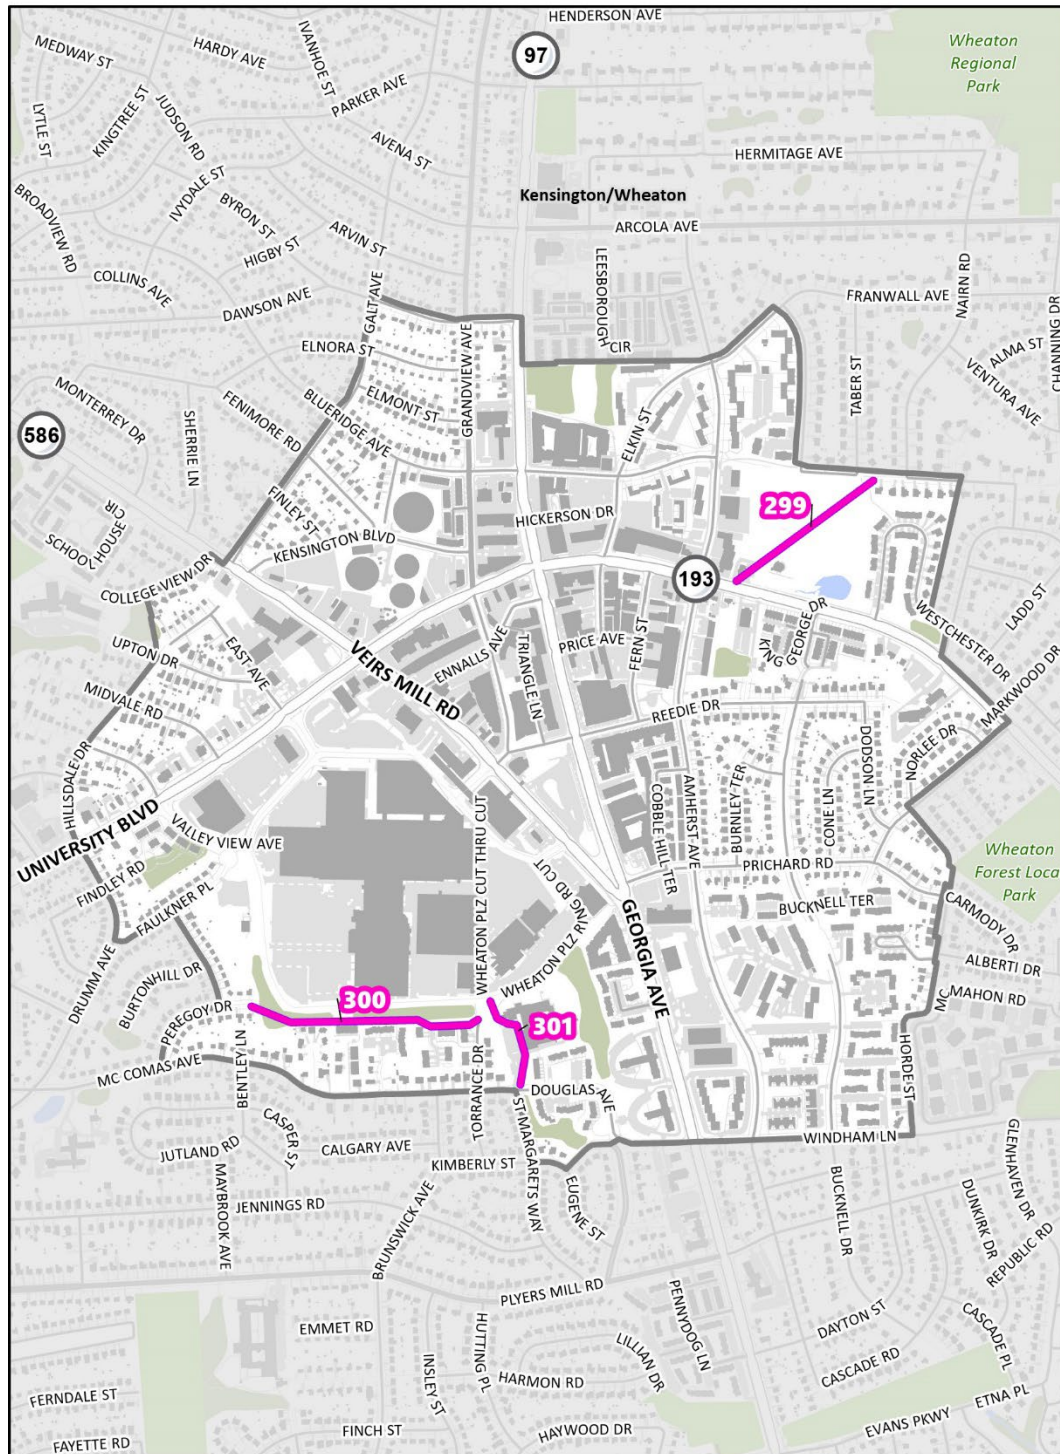 HENDERSON AVE
MEDWAY ST
HARDY AVE
IVANHOE ST
97
Wheaton
Regional
Park
PARKER AVE
LYTLE ST
KINGTREE ST
JUDSON RD
AVENA ST
HERMITAGE AVE
IVYDALE ST
BROADVIEW RD
BYRON ST
Kensington/Wheaton
ARVIN ST
ARCOLA AVE
HIGBY ST
COLLINS AVE
LEESBOROUGH
CIR
NAIRN RD
DAWSON AVE
GALT AVE
FRANWALL AVE
CHANNING DR
ELNORA ST
GRANDVIEW AVE
TABER ST
ALMA ST
VENTURA AVE
MONTERREY DR
ELMONT ST
BLUERIDGE AVE
FENIMORE RD
SHERRIE LN
586
ELKIN ST
299
SCHOOL HOUSE
CIR
FINLEY ST
HICKERSON DR
KENSINGTON BLVD
COLLEGE VIEW DR
193
LADD ST
WESTCHESTER DR
KING
GEORGE DR
UPTON DR
EAST AVE
VEIRS MILL RD
ENNALLS AVE
TRIANGLE LN
PRICE AVE
FERN ST
MIDVALE RD
MARKWOOD DR
REEDIE DR
NORLEE DR
DODSON LN
HILLSDALE DR
UNIVERSITY BLVD
VALLEY VIEW AVE
WHEATON PLZ CUT THRU CUT
COBBLE HILL TER
AMHERST AVE
BURNLEY TER
CONE LN
FINDLEY RD
PRICHARD RD
Wheaton
Forest Loca
Park
FAULKNER PL
WHEATON PLZ RING RD CUT
GEORGIA AVE
BUCKNELL TER
CARMODY DR
DRUMM AVE
BURTONHILL DR
WHEATON PLZ R
ALBERTI DR
MC
MAHON RD
PEREGOY DR
300
301
MC COMAS AVE
BENTLEY LN
TORRANCE DR
DOUGLAS AVE
HORDE ST
CASPER ST
ST MARGARETS WAY
WINDHAM LN
JUTLAND RD
CALGARY AVE
KIMBERLY ST
MAYBROOK AVE
JENNINGS RD
EUGENE ST
BUCKNELL DR
GLENHAVEN DR
DUNKIRK DR
REPUBLIC RD
BRUNSWICK AVE
PLYERS MILL RD
PENNYDOG LN
EMMET RD
DAYTON ST
HUTTING PL
LILLIAN DR
CASCADE PL
INSLEY ST
HARMON RD
CASCADE RD
FERNDALE ST
ETNA PL
FINCH ST
HAYWOOD DR
EVANS PKWY
FAYETTE RD